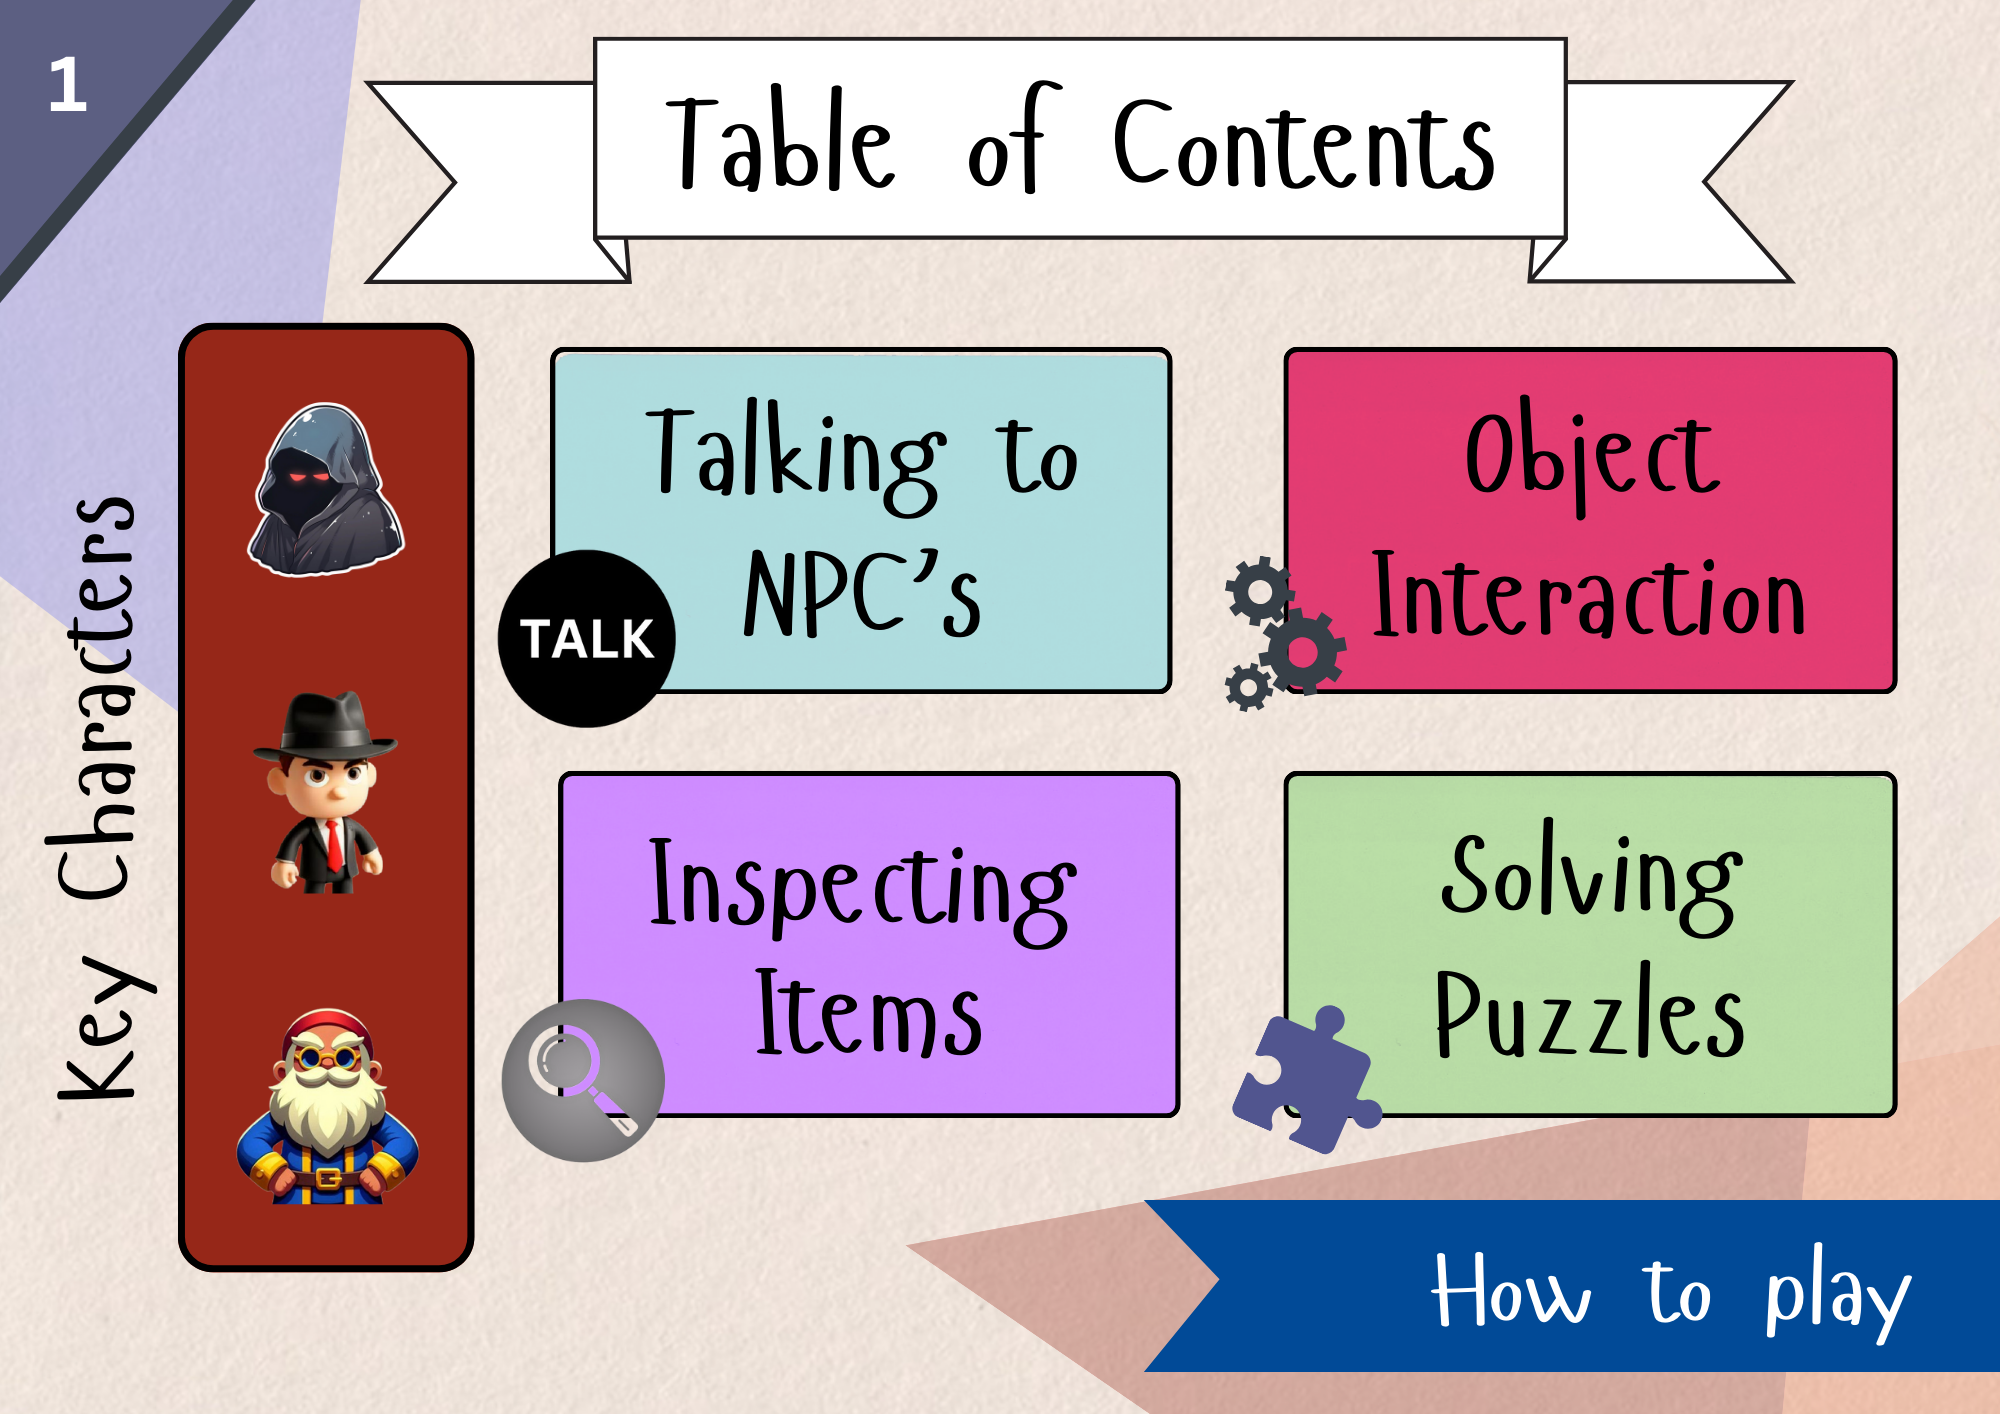 1
Table of Contents
Key Characters
Talking to
NPC's
TALK
Object
Interaction
Inspecting
Items
Solving
Puzzles
How to play